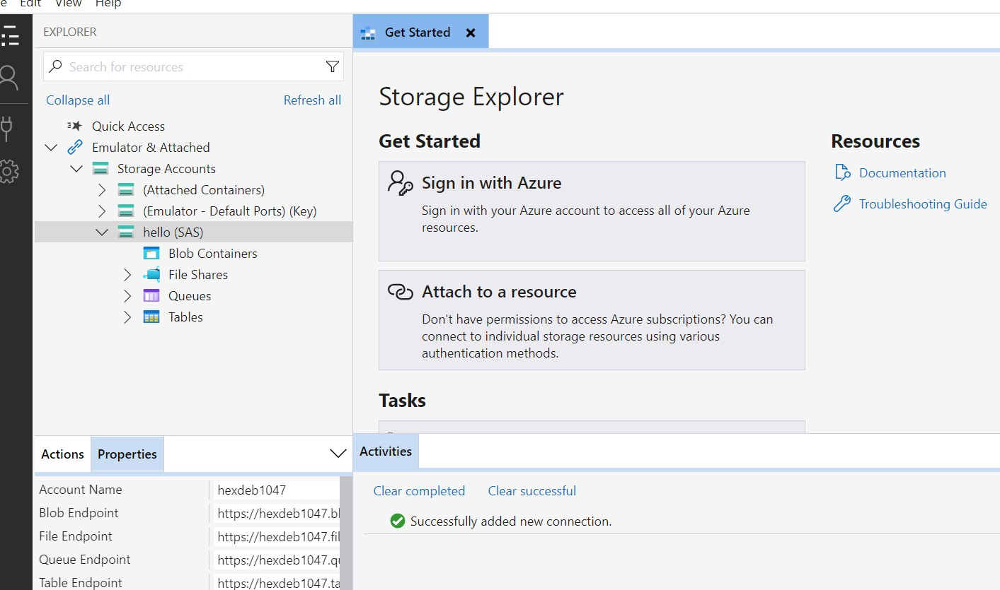 Edit View Help
EXPLORER
Search for resources
Collapse all Refresh all
Quick Access
Emulator & Attached
Storage Accounts
(Attached Containers)
(Emulator - Default Ports) (Key)
hello (SAS)
Blob Containers
File Shares
Queues
Tables
Actions Properties
Account Name hexdeb1047
Blob Endpoint https://hexdeb1047.bl
File Endpoint https://hexdeb1047.fil
Queue Endpoint https://hexdeb1047.qu
Table Endpoint https://hexdeb1047.ta
Get Started
Storage Explorer
Get Started
Sign in with Azure
Sign in with your Azure account to access all of your Azure
resources.
Attach to a resource
Don't have permissions to access Azure subscriptions? You can
connect to individual storage resources using various
authentication methods.
Tasks
Resources
Documentation
Troubleshooting Guide
Activities
Clear completed Clear successful
Successfully added new connection.